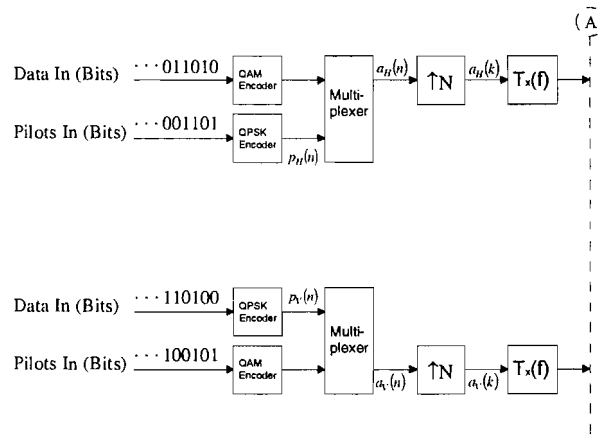 ( A
Data In (Bits) ··· 011010 QAM Encoder Multi-plexer a_H(n) ↑N a_H(k) T_x(f)
Pilots In (Bits) ··· 001101 QPSK Encoder p_H(n)
Data In (Bits) ··· 110100 QPSK Encoder p_V(n) Multi-plexer
Pilots In (Bits) ··· 100101 QAM Encoder a_V(n) ↑N a_V(k) T_x(f)